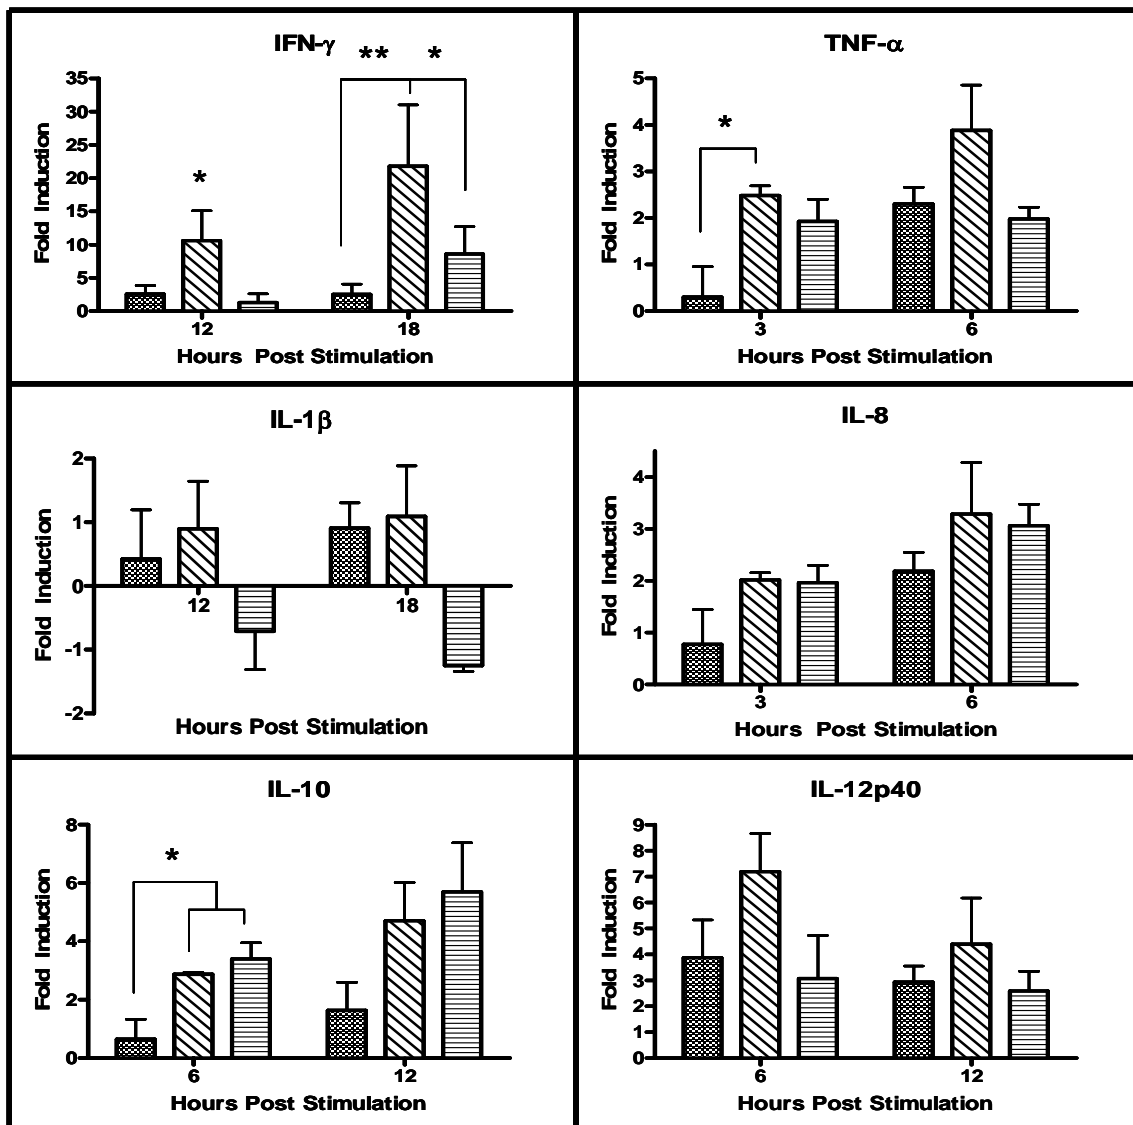 IFN-γ
** *
35
30
25
20
15
10
5
0
*
Fold Induction
12 18
Hours Post Stimulation
TNF-α
5
4
3
2
1
0
*
Fold Induction
3 6
Hours Post Stimulation
IL-1β
2
1
0
-1
-2
Fold Induction
12 18
Hours Post Stimulation
IL-8
4
3
2
1
0
Fold Induction
3 6
Hours Post Stimulation
IL-10
8
6
4
2
0
*
Fold Induction
6 12
Hours Post Stimulation
IL-12p40
9
8
7
6
5
4
3
2
1
0
Fold Induction
6 12
Hours Post Stimulation